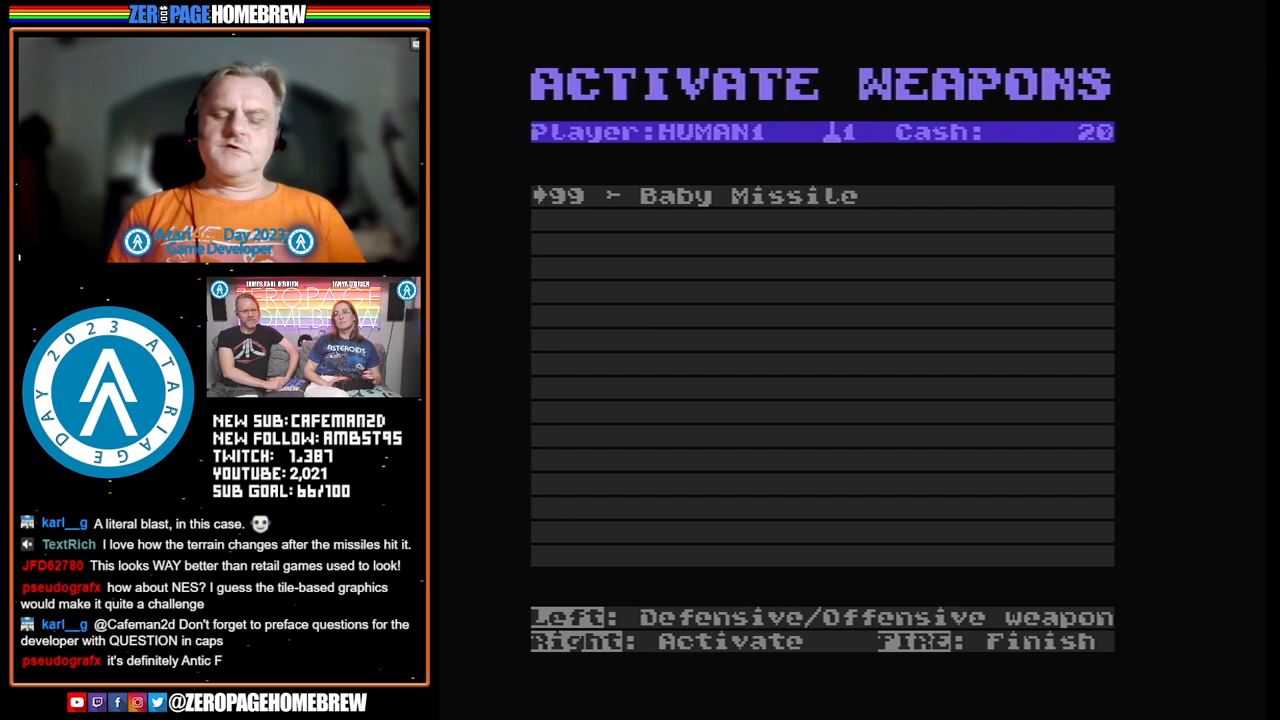 ZEROPAGE HOMEBREW
Atari Day 2023
Game Developer
2023 ATARIAGE DAY
ZEROPAGE
HOMEBREW
ASTEROIDS
NEW SUB: CAFEMAN2D
NEW FOLLOW: AMBST95
TWITCH: 1,387
YOUTUBE: 2,021
SUB GOAL: 66/100
karl__g A literal blast, in this case.
TextRich I love how the terrain changes after the missiles hit it.
JFD62780 This looks WAY better than retail games used to look!
pseudografx how about NES? I guess the tile-based graphics
would make it quite a challenge
karl__g @Cafeman2d Don't forget to preface questions for the
developer with QUESTION in caps
pseudografx it's definitely Antic F
@ZEROPAGEHOMEBREW
ACTIVATE WEAPONS
Player:HUMAN1 1 Cash: 20
99 Baby Missile
Left: Defensive/Offensive weapon
Right: Activate FIRE: Finish